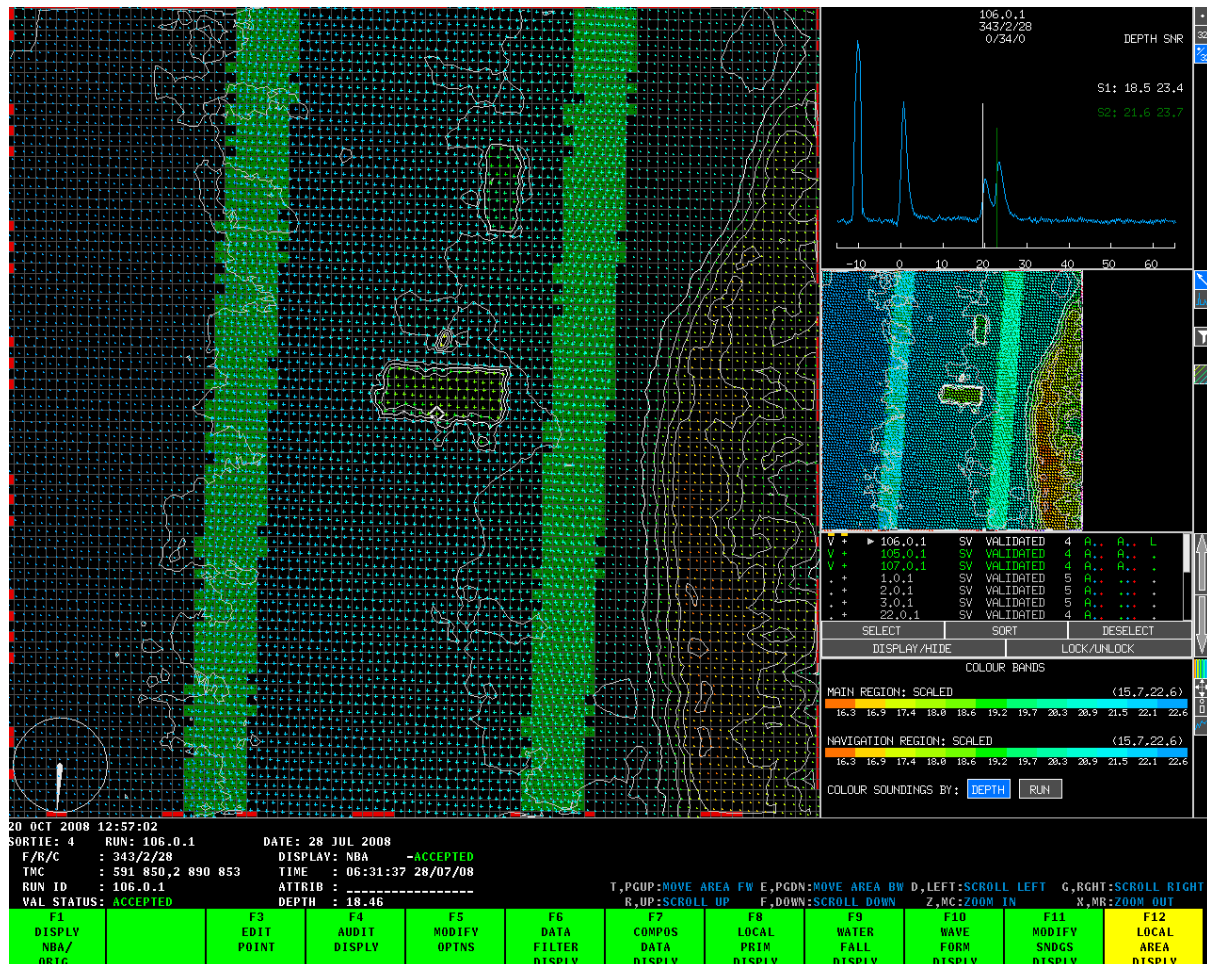 106.0.1
343/2/28
0/34/0 DEPTH SNR
S1: 18.5 23.4
S2: 21.6 23.7
-10 0 10 20 30 40 50 60
V + ▶ 106.0.1 SV VALIDATED 4 A.. A.. L
V + 105.0.1 SV VALIDATED 4 A.. A.. .
V + 107.0.1 SV VALIDATED 4 A.. A.. .
. + 1.0.1 SV VALIDATED 5 A.. ... .
. + 2.0.1 SV VALIDATED 5 A.. ... .
. + 3.0.1 SV VALIDATED 5 A.. ... .
. + 22.0.1 SV VALIDATED 4 A.. ... .
SELECT SORT DESELECT
DISPLAY/HIDE LOCK/UNLOCK
COLOUR BANDS
MAIN REGION: SCALED (15.7,22.6)
16.3 16.9 17.4 18.0 18.6 19.2 19.7 20.3 20.9 21.5 22.1 22.6
NAVIGATION REGION: SCALED (15.7,22.6)
16.3 16.9 17.4 18.0 18.6 19.2 19.7 20.3 20.9 21.5 22.1 22.6
COLOUR SOUNDINGS BY: DEPTH RUN
20 OCT 2008 12:57:02
SORTIE: 4 RUN: 106.0.1 DATE: 28 JUL 2008
F/R/C : 343/2/28 DISPLAY: NBA -ACCEPTED
TMC : 591 850,2 890 853 TIME : 06:31:37 28/07/08
RUN ID : 106.0.1 ATTRIB : _______________
VAL STATUS: ACCEPTED DEPTH : 18.46
T,PGUP:MOVE AREA FW E,PGDN:MOVE AREA BW D,LEFT:SCROLL LEFT G,RGHT:SCROLL RIGHT
R,UP:SCROLL UP F,DOWN:SCROLL DOWN Z,MC:ZOOM IN X,MR:ZOOM OUT
F1 DISPLY NBA/ ORIG
F3 EDIT POINT
F4 AUDIT DISPLY
F5 MODIFY OPTNS
F6 DATA FILTER DISPLY
F7 COMPOS DATA DISPLY
F8 LOCAL PRIM DISPLY
F9 WATER FALL DISPLY
F10 WAVE FORM DISPLY
F11 MODIFY SNDGS DISPLY
F12 LOCAL AREA DISPLY